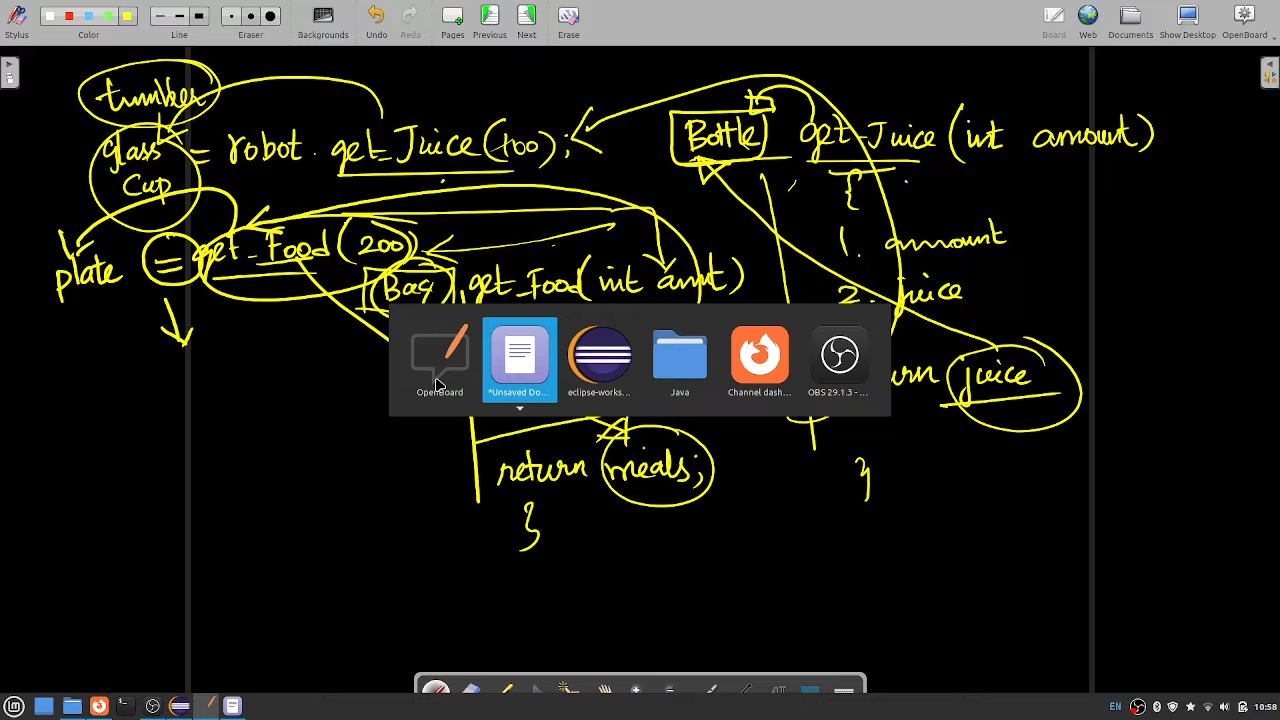 Stylus
Color
Line
Eraser
Backgrounds
Undo
Redo
Pages
Previous
Next
Erase
Board
Web
Documents
Show Desktop
OpenBoard
tumbler
glass = robot. get_Juice(100);
Cup
Bottle get_Juice (int amount)
{
1. amount
2. juice
juice
plate = get_Food (200)
(Bag) get_Food(int amnt)
OpenBoard
*Unsaved Do...
eclipse-works...
Java
Channel dash...
OBS 29.1.3 - ...
return meals;
}
}
EN
10:58